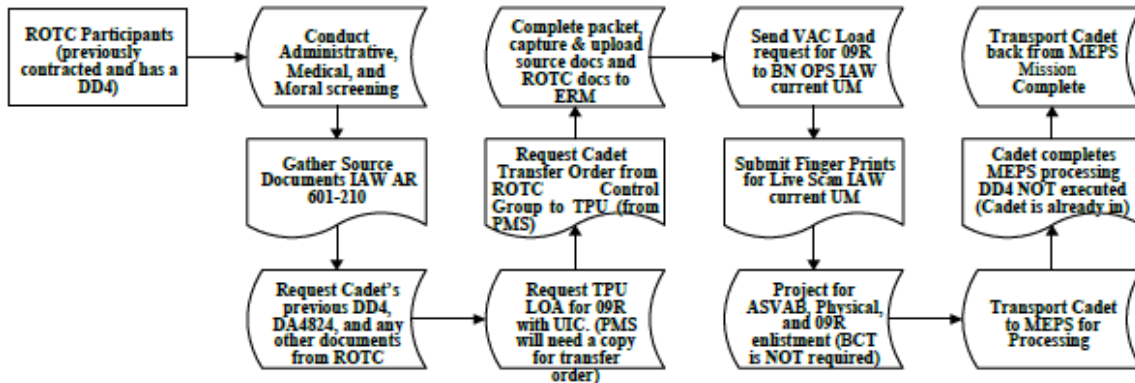 ROTC Participants
(previously
contracted and has a
DD4)
Conduct
Administrative,
Medical, and
Moral screening
Gather Source
Documents IAW AR
601-210
Request Cadet's
previous DD4,
DA4824, and any
other documents
from ROTC
Request TPU
LOA for 09R
with UIC. (PMS
will need a copy
for transfer
order)
Request Cadet
Transfer Order from
ROTC Control
Group to TPU (from
PMS)
Complete packet,
capture & upload
source docs and
ROTC docs to
ERM
Send VAC Load
request for 09R
to BN OPS IAW
current UM
Submit Finger Prints
for Live Scan IAW
current UM
Project for
ASVAB, Physical,
and 09R
enlistment (BCT
is NOT required)
Transport Cadet
to MEPS for
Processing
Cadet completes
MEPS processing
DD4 NOT executed
(Cadet is already in)
Transport Cadet
back from MEPS
Mission
Complete